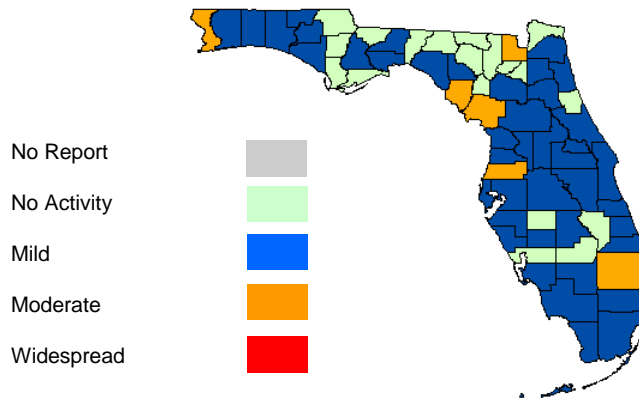 No Report
No Activity
Mild
Moderate
Widespread